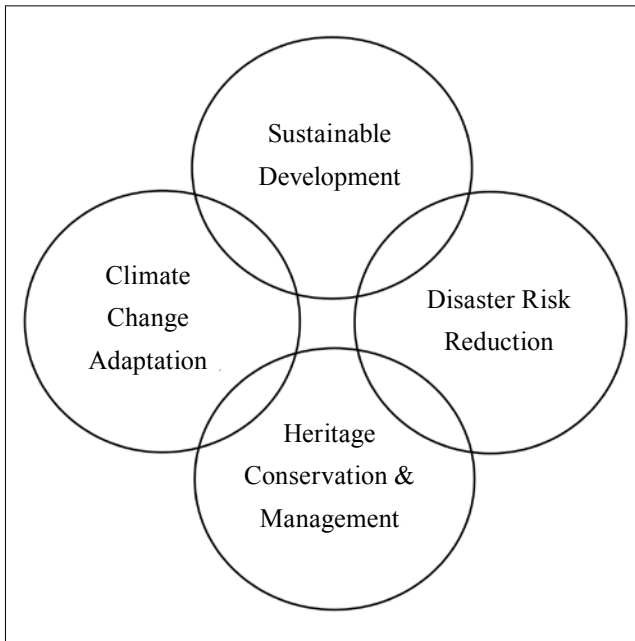 Sustainable
Development
Climate
Change
Adaptation
Disaster Risk
Reduction
Heritage
Conservation &
Management